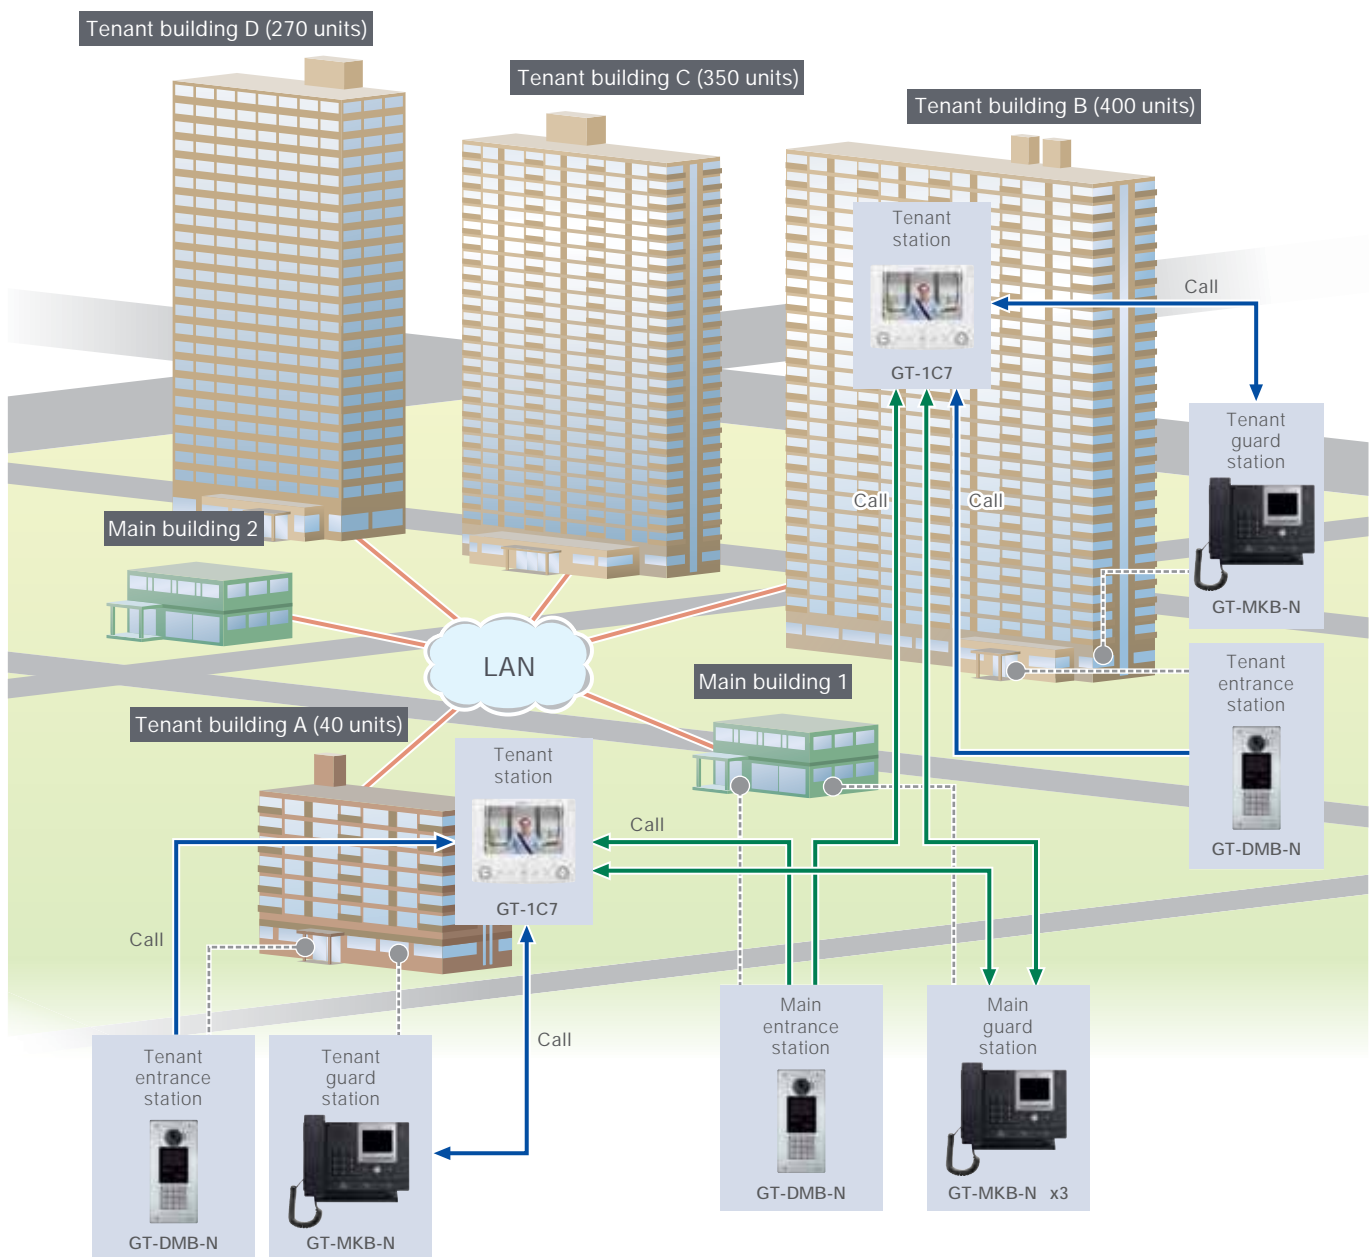 Tenant building D (270 units)
Tenant building C (350 units)
Tenant building B (400 units)
Tenant
station
GT-1C7
Call
Tenant
guard
station
GT-MKB-N
Call
Call
Main building 2
LAN
Main building 1
Tenant
entrance
station
GT-DMB-N
Tenant building A (40 units)
Tenant
station
GT-1C7
Call
Call
Call
Tenant
entrance
station
GT-DMB-N
Tenant
guard
station
GT-MKB-N
Main
entrance
station
GT-DMB-N
Main
guard
station
GT-MKB-N x3